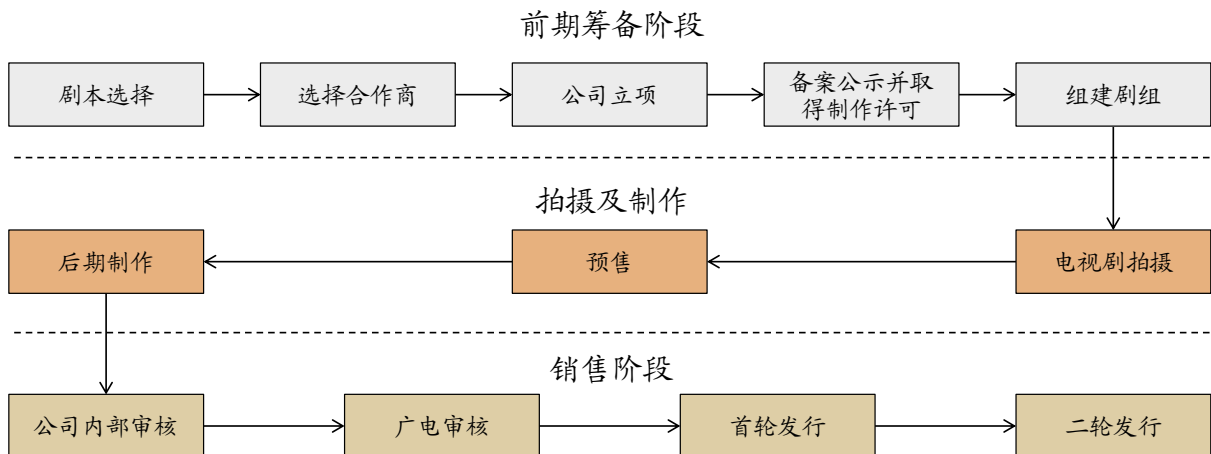 前期筹备阶段
剧本选择
选择合作商
公司立项
备案公示并取
得制作许可
组建剧组
拍摄及制作
后期制作
预售
电视剧拍摄
销售阶段
公司内部审核
广电审核
首轮发行
二轮发行